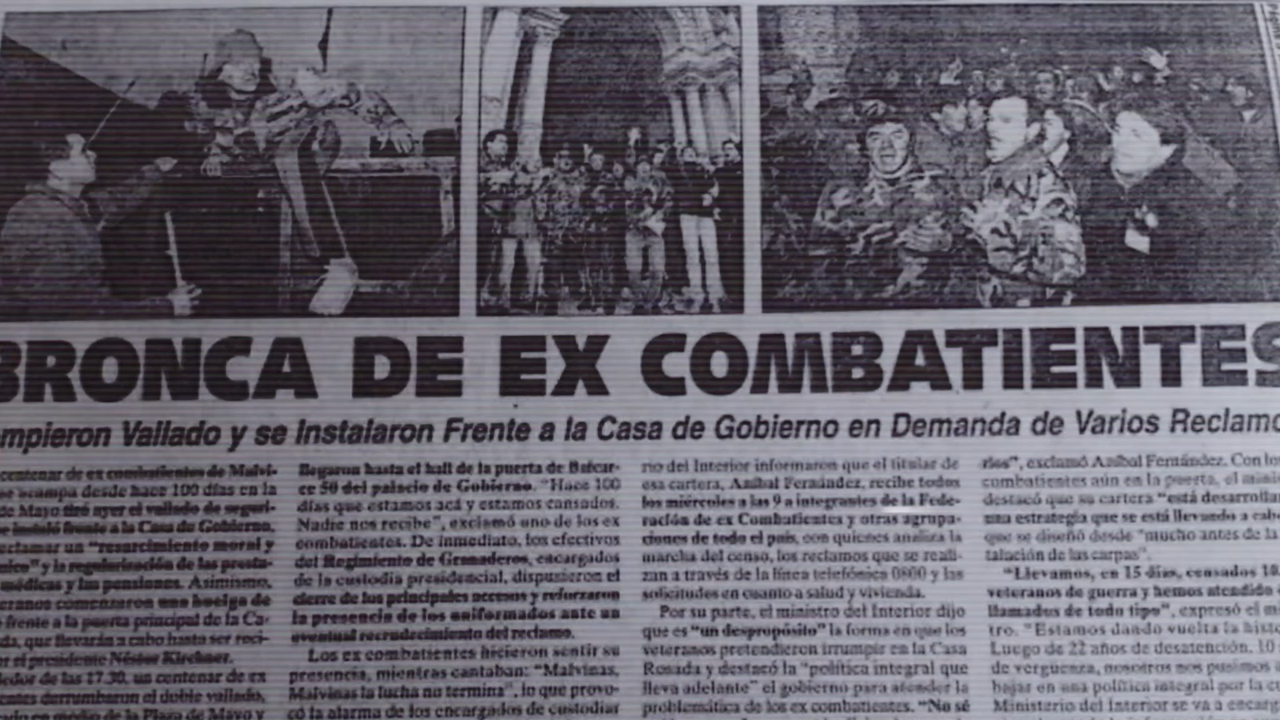 BRONCA DE EX COMBATIENTES
mpieron Vallado y se Instalaron Frente a la Casa de Gobierno en Demanda de Varios Reclamo
centenar de ex combatientes de Malvi-
acampa desde hace 100 días en la
de Mayo tiró ayer el vallado de seguri-
frente a la Casa de Gobierno,
eclamar un "resarcimiento moral y
y la regularización de las presta-
médicas y las pensiones. Asimismo,
eranos comenzaron una huelga de
frente a la puerta principal de la Ca-
da, que llevarán a cabo hasta ser reci-
or el presidente Néstor Kirchner.
dedor de las 17.30, un centenar de ex
antes derrumbaron el doble vallado,
en medio de la Plaza de Mayo y
llegaron hasta el hall de la puerta de Balcar-
ce 50 del palacio de Gobierno. "Hace 100
días que estamos acá y estamos cansados.
Nadie nos recibe", exclamó uno de los ex
combatientes. De inmediato, los efectivos
del Regimiento de Granaderos, encargados
de la custodia presidencial, dispusieron el
cierre de los principales accesos y reforzaron
la presencia de los uniformados ante un
eventual recrudecimiento del reclamo.
Los ex combatientes hicieron sentir su
presencia, mientras cantaban: "Malvinas,
Malvinas la lucha no termina", lo que provo-
có la alarma de los encargados de custodiar
rio del Interior informaron que el titular de
esa cartera, Aníbal Fernández, recibe todos
los miércoles a las 9 a integrantes de la Fede-
ración de ex Combatientes y otras agrupa-
ciones de todo el país, con quienes analiza la
marcha del censo, los reclamos que se reali-
zan a través de la línea telefónica 0800 y las
solicitudes en cuanto a salud y vivienda.
Por su parte, el ministro del Interior dijo
que es "un despropósito" la forma en que los
veteranos pretendieron irrumpir en la Casa
Rosada y destacó la "política integral que
lleva adelante" el gobierno para atender la
problemática de los ex combatientes. "No sé
exclamó Aníbal Fernández. Con los
combatientes aún en la puerta, el mini
destacó que su cartera "está desarrolla
una estrategia que se está llevando a cabo
que se diseñó desde "mucho antes de la
talación de las carpas".
"Llevamos, en 15 días, censados 10.
veteranos de guerra y hemos atendido
llamados de todo tipo", expresó el m
tro. "Estamos dando vuelta la histo
Luego de 22 años de desatención, 10
de vergüenza, nosotros nos pusimos
bajar en una política integral por la c
Ministerio del Interior se va a encarg